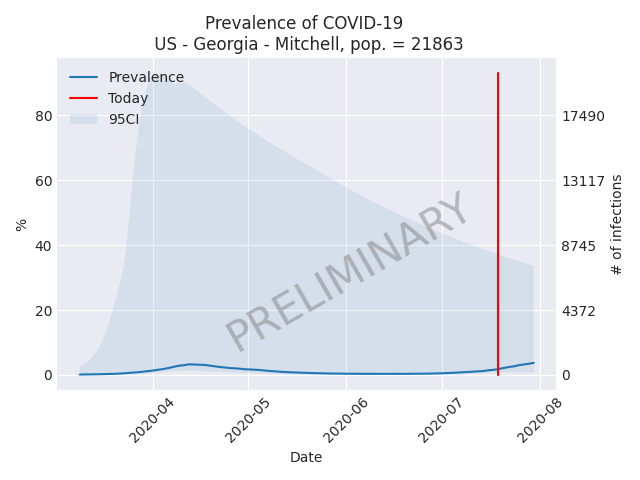 Prevalence of COVID-19
US - Georgia - Mitchell, pop. = 21863
Prevalence
Today
95CI
80
60
40
20
0
%
17490
13117
8745
4372
0
# of infections
PRELIMINARY
2020-04
2020-05
2020-06
2020-07
2020-08
Date